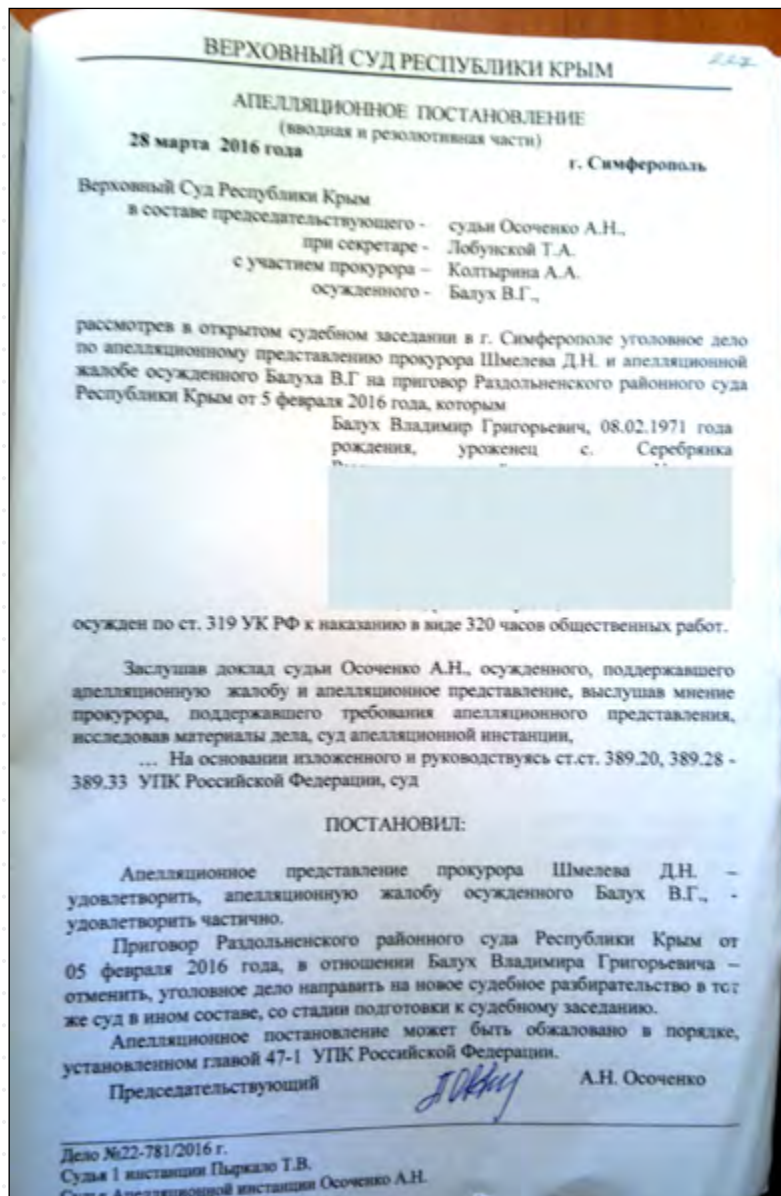 ВЕРХОВНЫЙ СУД РЕСПУБЛИКИ КРЫМ
АПЕЛЛЯЦИОННОЕ ПОСТАНОВЛЕНИЕ
(вводная и резолютивная части)
28 марта 2016 года
г. Симферополь
Верховный Суд Республики Крым
в составе председательствующего - судьи Осоченко А.Н.,
при секретаре - Лобунской Т.А.
с участием прокурора – Колтырина А.А.
осужденного - Балух В.Г.,
рассмотрев в открытом судебном заседании в г. Симферополе уголовное дело
по апелляционному представлению прокурора Шмелева Д.Н. и апелляционной
жалобе осужденного Балуха В.Г на приговор Раздольненского районного суда
Республики Крым от 5 февраля 2016 года, которым
Балух Владимир Григорьевич, 08.02.1971 года
рождения, уроженец с. Серебрянка
осужден по ст. 319 УК РФ к наказанию в виде 320 часов общественных работ.
Заслушав доклад судьи Осоченко А.Н., осужденного, поддержавшего
апелляционную жалобу и апелляционное представление, выслушав мнение
прокурора, поддержавшего требования апелляционного представления,
исследовав материалы дела, суд апелляционной инстанции,
… На основании изложенного и руководствуясь ст.ст. 389.20, 389.28 -
389.33 УПК Российской Федерации, суд
ПОСТАНОВИЛ:
Апелляционное представление прокурора Шмелева Д.Н. –
удовлетворить, апелляционную жалобу осужденного Балух В.Г., -
удовлетворить частично.
Приговор Раздольненского районного суда Республики Крым от
05 февраля 2016 года, в отношении Балух Владимира Григорьевича –
отменить, уголовное дело направить на новое судебное разбирательство в тот
же суд в ином составе, со стадии подготовки к судебному заседанию.
Апелляционное постановление может быть обжаловано в порядке,
установленном главой 47-1 УПК Российской Федерации.
Председательствующий А.Н. Осоченко
Дело №22-781/2016 г.
Судья 1 инстанции Пыркало Т.В.
Судья Апелляционной инстанции Осоченко А.Н.